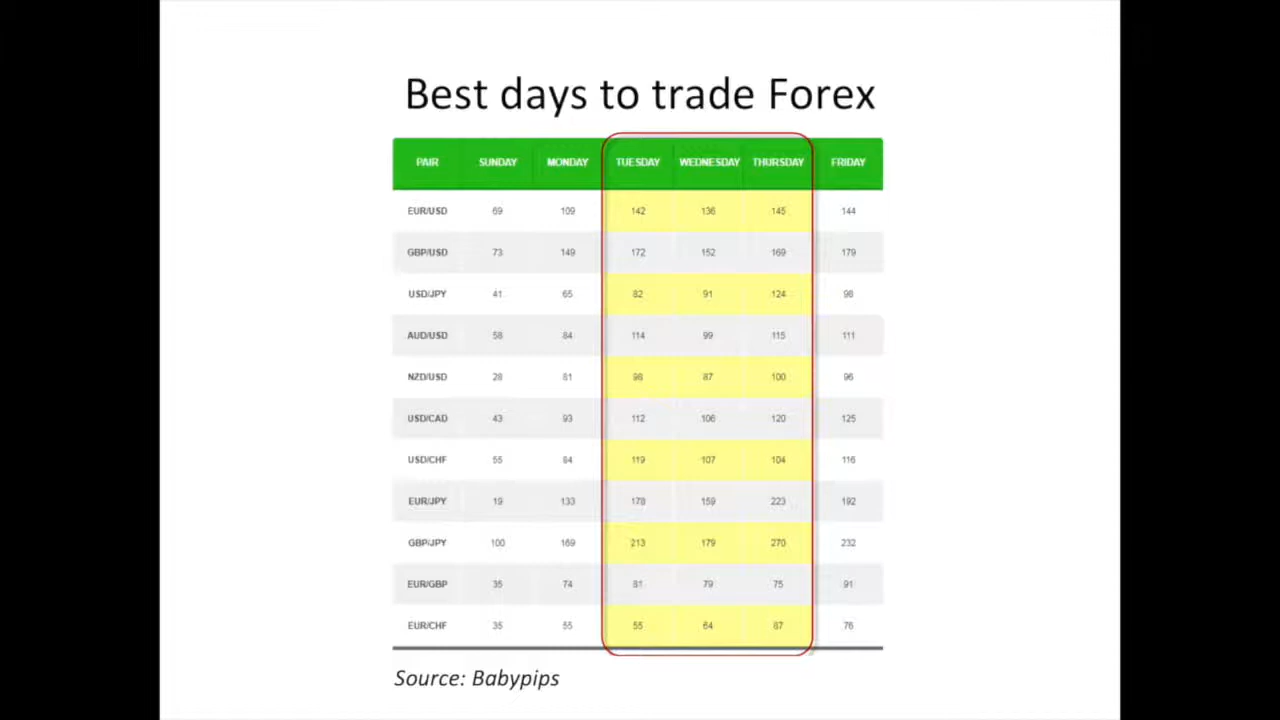 Best days to trade Forex
PAIR SUNDAY MONDAY TUESDAY WEDNESDAY THURSDAY FRIDAY
EUR/USD 69 109 142 136 145 144
GBP/USD 73 149 172 152 169 179
USD/JPY 41 65 82 91 124 98
AUD/USD 58 84 114 99 115 111
NZD/USD 28 81 98 87 100 96
USD/CAD 43 93 112 106 120 125
USD/CHF 55 84 119 107 104 116
EUR/JPY 19 133 178 159 223 192
GBP/JPY 100 169 213 179 270 232
EUR/GBP 35 74 81 79 75 91
EUR/CHF 35 55 55 64 87 76
Source: Babypips